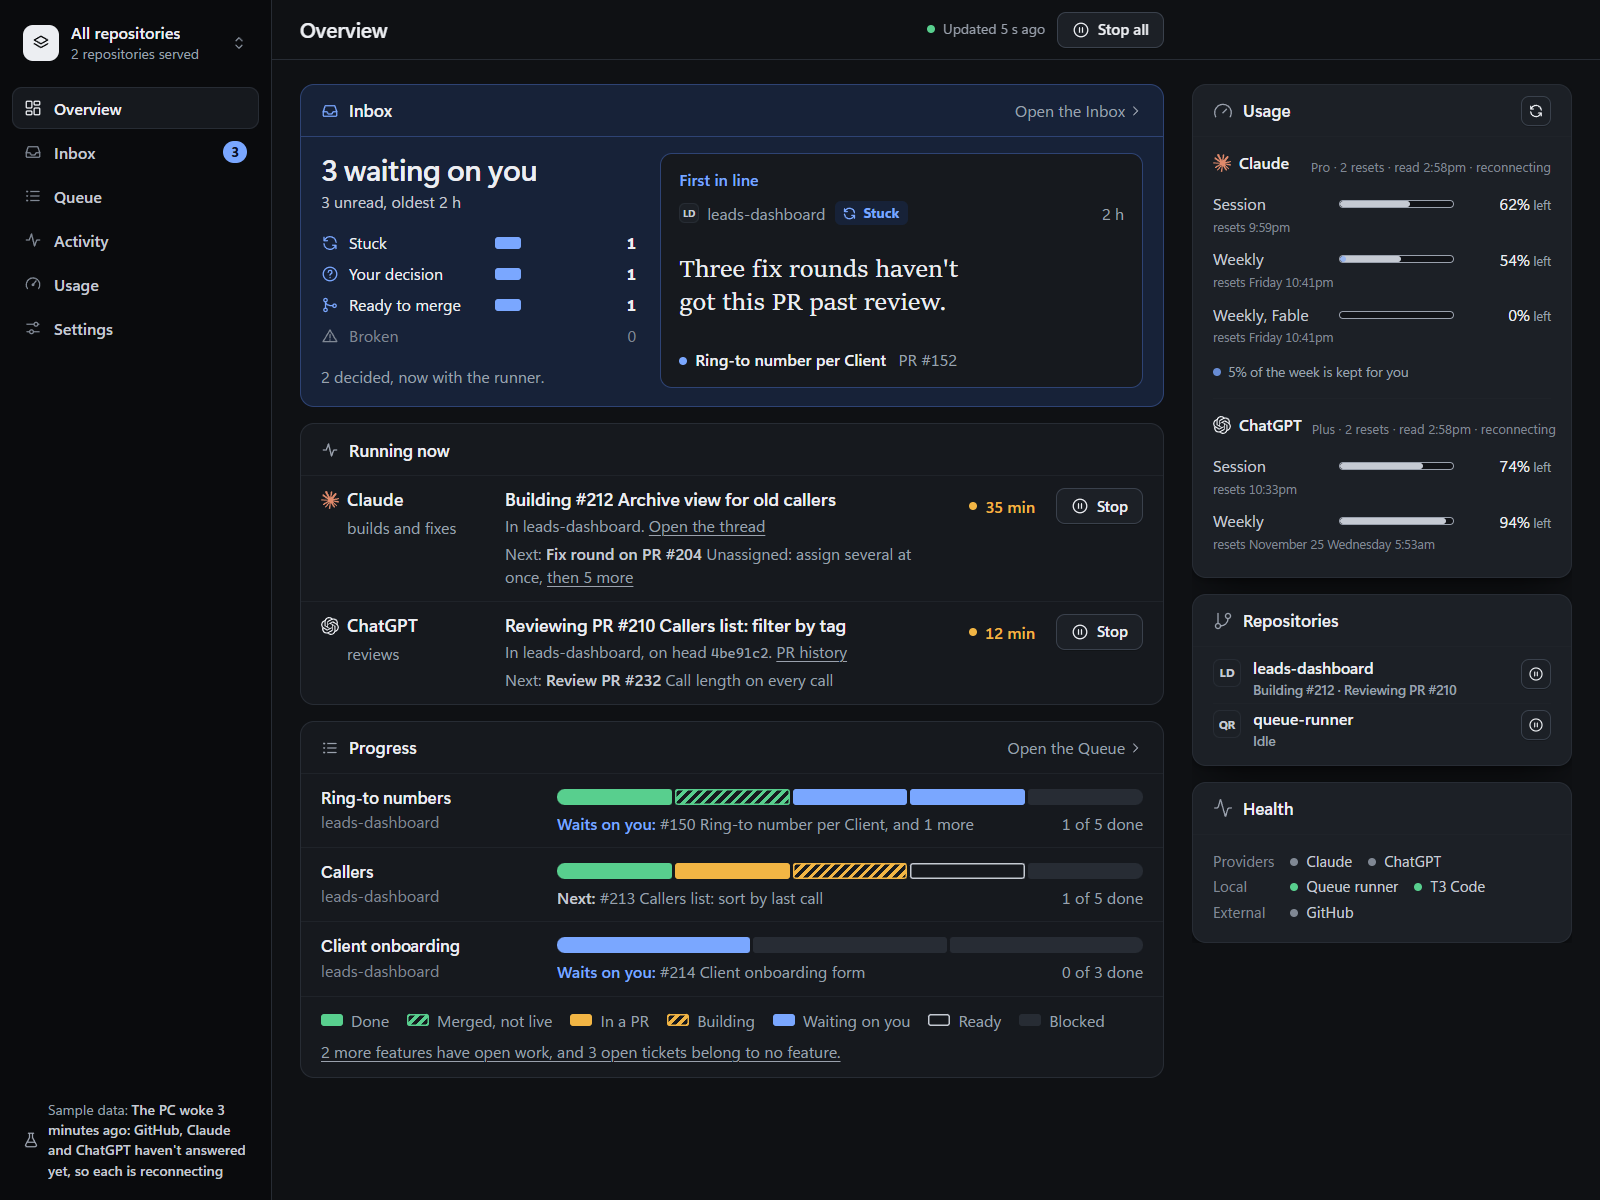 All repositories
2 repositories served
Overview
Inbox
3
Queue
Activity
Usage
Settings
Sample data: The PC woke 3
minutes ago: GitHub, Claude
and ChatGPT haven't answered
yet, so each is reconnecting
Overview
Updated 5 s ago
Stop all
Inbox
Open the Inbox
3 waiting on you
3 unread, oldest 2 h
Stuck 1
Your decision 1
Ready to merge 1
Broken 0
2 decided, now with the runner.
First in line
LD leads-dashboard Stuck 2 h
Three fix rounds haven't
got this PR past review.
Ring-to number per Client PR #152
Running now
Claude
builds and fixes
Building #212 Archive view for old callers
In leads-dashboard. Open the thread
Next: Fix round on PR #204 Unassigned: assign several at
once, then 5 more
35 min
Stop
ChatGPT
reviews
Reviewing PR #210 Callers list: filter by tag
In leads-dashboard, on head 4be91c2. PR history
Next: Review PR #232 Call length on every call
12 min
Stop
Progress
Open the Queue
Ring-to numbers
leads-dashboard
Waits on you: #150 Ring-to number per Client, and 1 more
1 of 5 done
Callers
leads-dashboard
Next: #213 Callers list: sort by last call
1 of 5 done
Client onboarding
leads-dashboard
Waits on you: #214 Client onboarding form
0 of 3 done
Done Merged, not live In a PR Building Waiting on you Ready Blocked
2 more features have open work, and 3 open tickets belong to no feature.
Usage
Claude Pro · 2 resets · read 2:58pm · reconnecting
Session 62% left
resets 9:59pm
Weekly 54% left
resets Friday 10:41pm
Weekly, Fable 0% left
resets Friday 10:41pm
5% of the week is kept for you
ChatGPT Plus · 2 resets · read 2:58pm · reconnecting
Session 74% left
resets 10:33pm
Weekly 94% left
resets November 25 Wednesday 5:53am
Repositories
LD leads-dashboard
Building #212 · Reviewing PR #210
QR queue-runner
Idle
Health
Providers Claude ChatGPT
Local Queue runner T3 Code
External GitHub